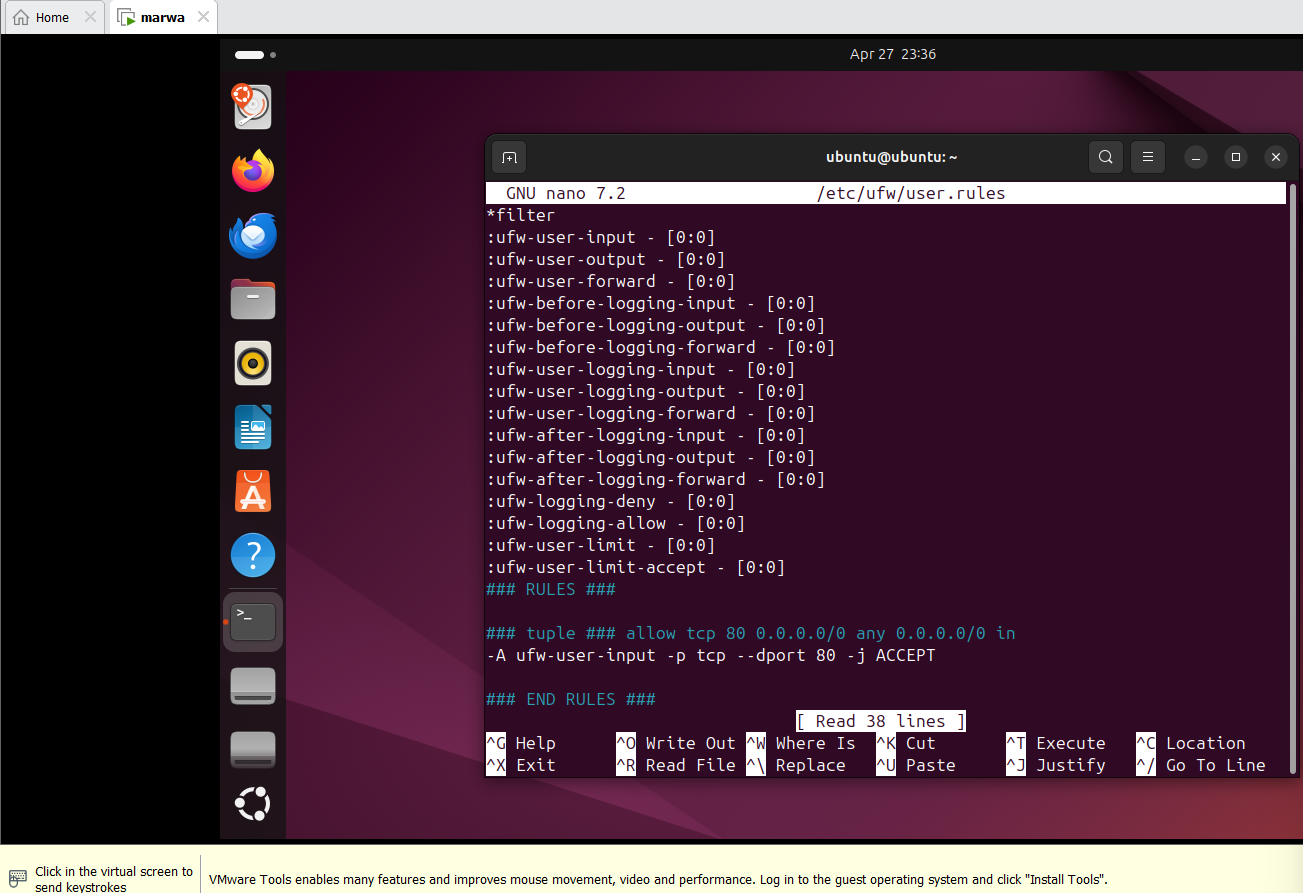 Home
marwa
Apr 27 23:36
ubuntu@ubuntu: ~
GNU nano 7.2 /etc/ufw/user.rules
*filter
:ufw-user-input - [0:0]
:ufw-user-output - [0:0]
:ufw-user-forward - [0:0]
:ufw-before-logging-input - [0:0]
:ufw-before-logging-output - [0:0]
:ufw-before-logging-forward - [0:0]
:ufw-user-logging-input - [0:0]
:ufw-user-logging-output - [0:0]
:ufw-user-logging-forward - [0:0]
:ufw-after-logging-input - [0:0]
:ufw-after-logging-output - [0:0]
:ufw-after-logging-forward - [0:0]
:ufw-logging-deny - [0:0]
:ufw-logging-allow - [0:0]
:ufw-user-limit - [0:0]
:ufw-user-limit-accept - [0:0]
### RULES ###
### tuple ### allow tcp 80 0.0.0.0/0 any 0.0.0.0/0 in
-A ufw-user-input -p tcp --dport 80 -j ACCEPT
### END RULES ###
[ Read 38 lines ]
^G Help ^O Write Out ^W Where Is ^K Cut ^T Execute ^C Location
^X Exit ^R Read File ^\ Replace ^U Paste ^J Justify ^/ Go To Line
Click in the virtual screen to
send keystrokes
VMware Tools enables many features and improves mouse movement, video and performance. Log in to the guest operating system and click "Install Tools".